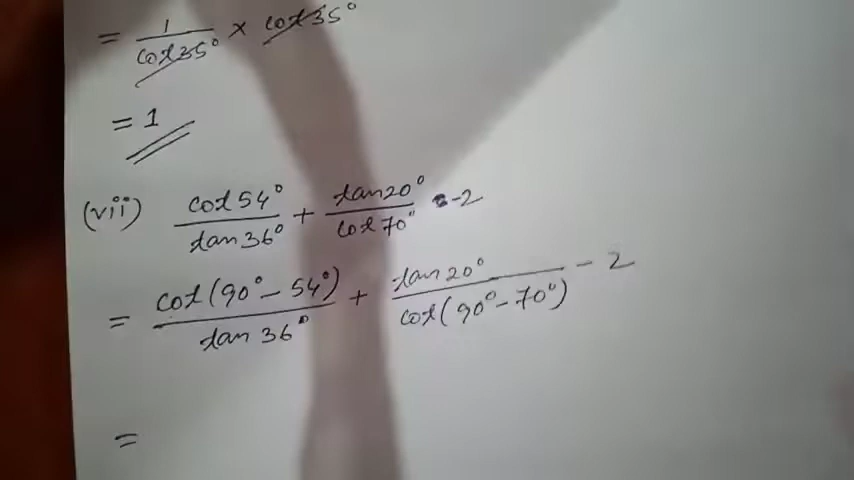 = 1/cot35° × cot35°
= 1
(vii) cot54°/tan36° + tan20°/cot70° -2
= cot(90°-54°)/tan36° + tan20°/cot(90°-70°) - 2
=